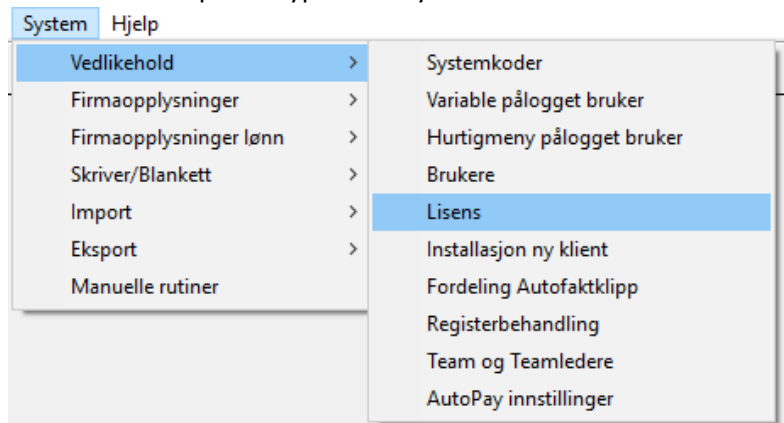 System Hjelp
Vedlikehold >
Firmaopplysninger >
Firmaopplysninger lønn >
Skriver/Blankett >
Import >
Eksport >
Manuelle rutiner
Systemkoder
Variable pålogget bruker
Hurtigmeny pålogget bruker
Brukere
Lisens
Installasjon ny klient
Fordeling Autofaktklipp
Registerbehandling
Team og Teamledere
AutoPay innstillinger